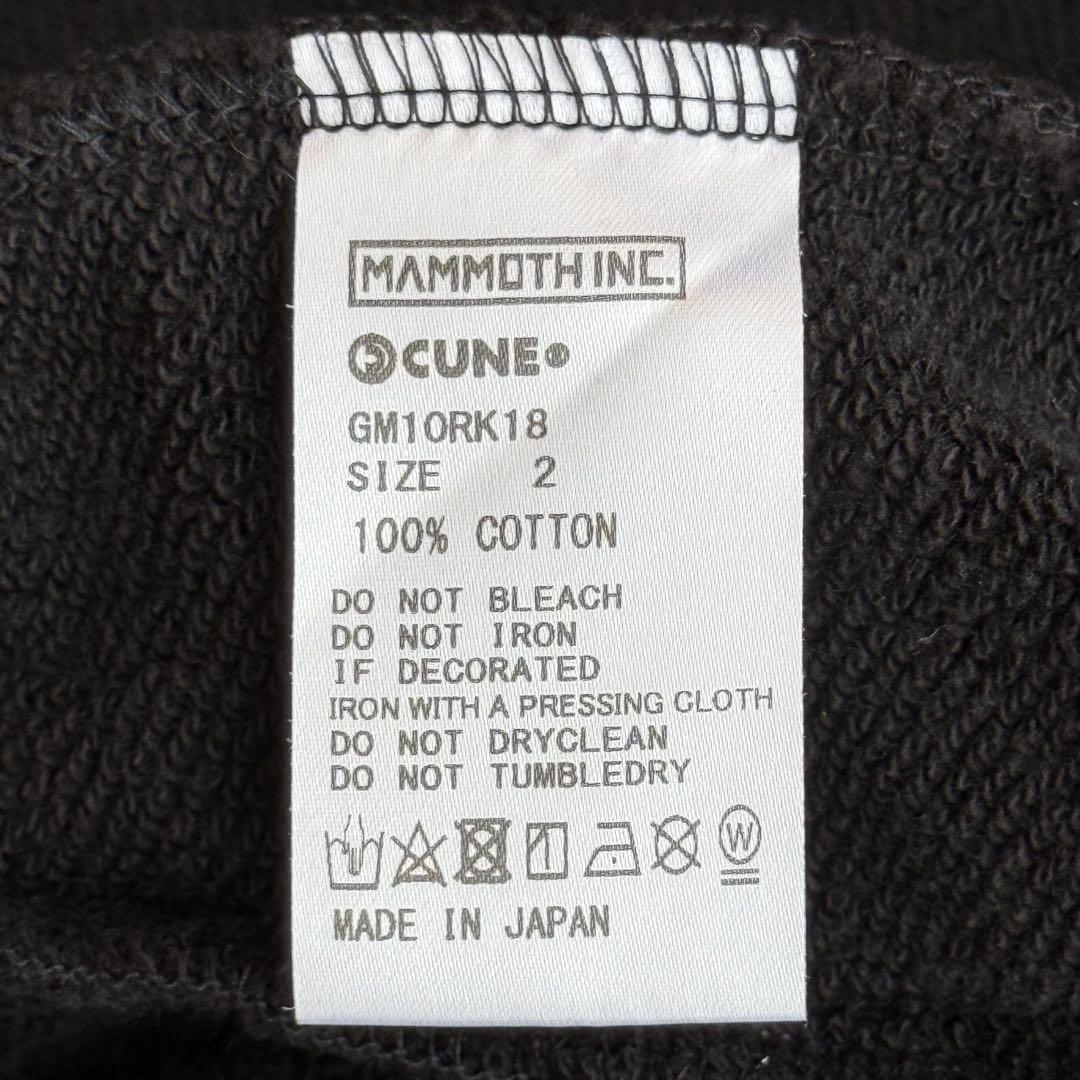 MAMMOTH INC.
CUNE®
GM10RK18
SIZE 2
100% COTTON
DO NOT BLEACH
DO NOT IRON
IF DECORATED
IRON WITH A PRESSING CLOTH
DO NOT DRYCLEAN
DO NOT TUMBLEDRY
W
MADE IN JAPAN